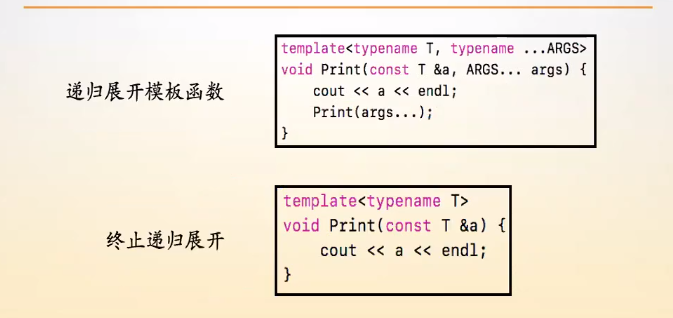 递归展开模板函数
template<typename T, typename ...ARGS>
void Print(const T &a, ARGS... args) {
    cout << a << endl;
    Print(args...);
}
终止递归展开
template<typename T>
void Print(const T &a) {
    cout << a << endl;
}